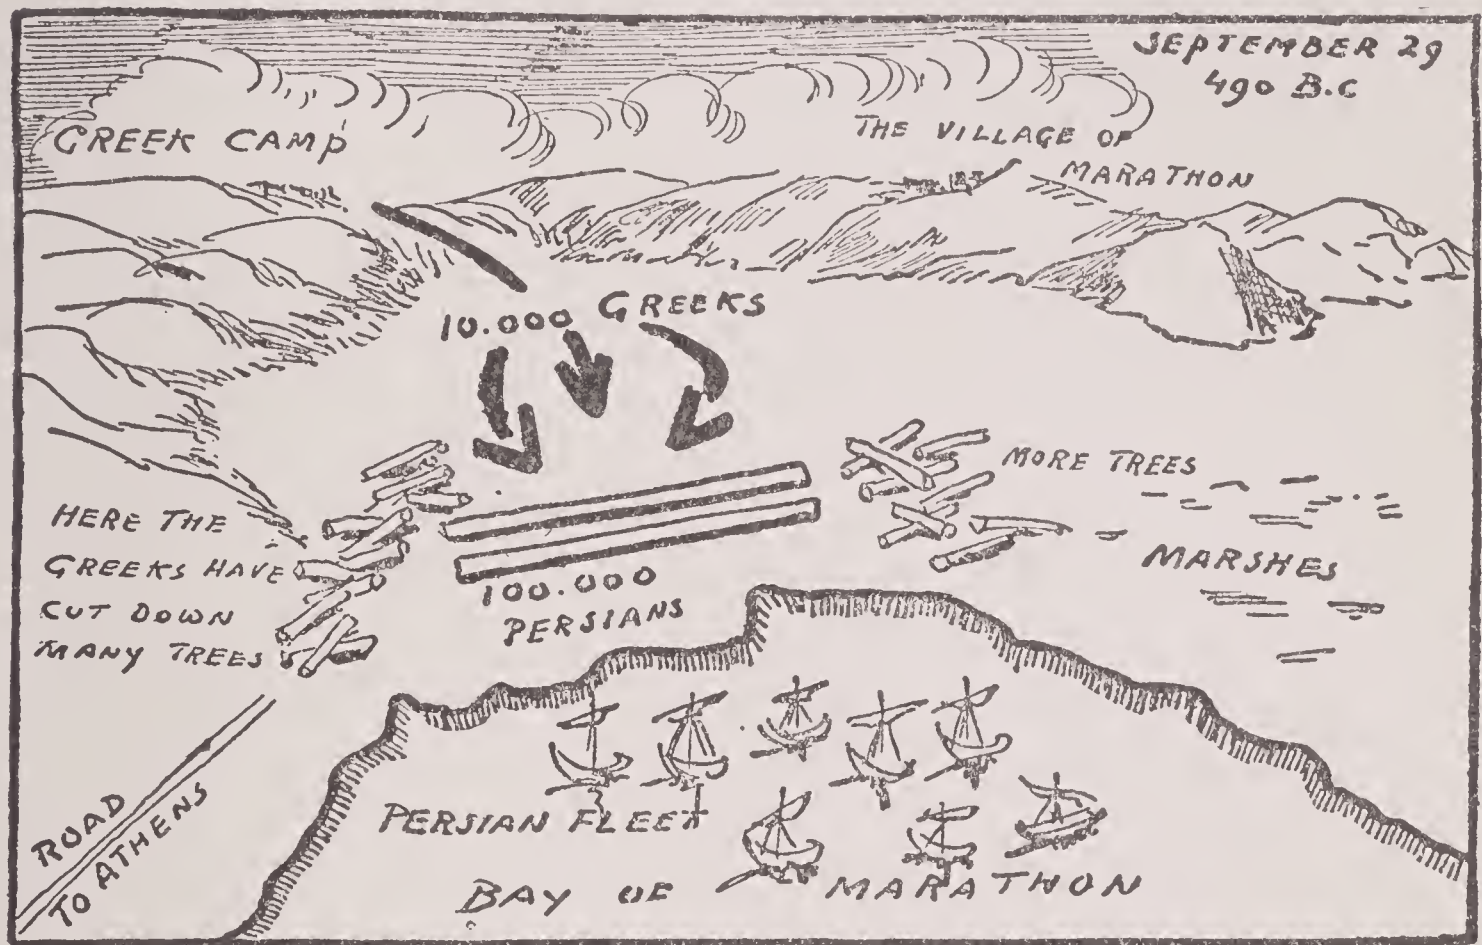 SEPTEMBER 29
490 B.C
GREEK CAMP
THE VILLAGE OF
MARATHON
10.000 GREEKS
MORE TREES
HERE THE
GREEKS HAVE
CUT DOWN
MANY TREES
100.000
PERSIANS
MARSHES
ROAD
TO ATHENS
PERSIAN FLEET
BAY OF MARATHON